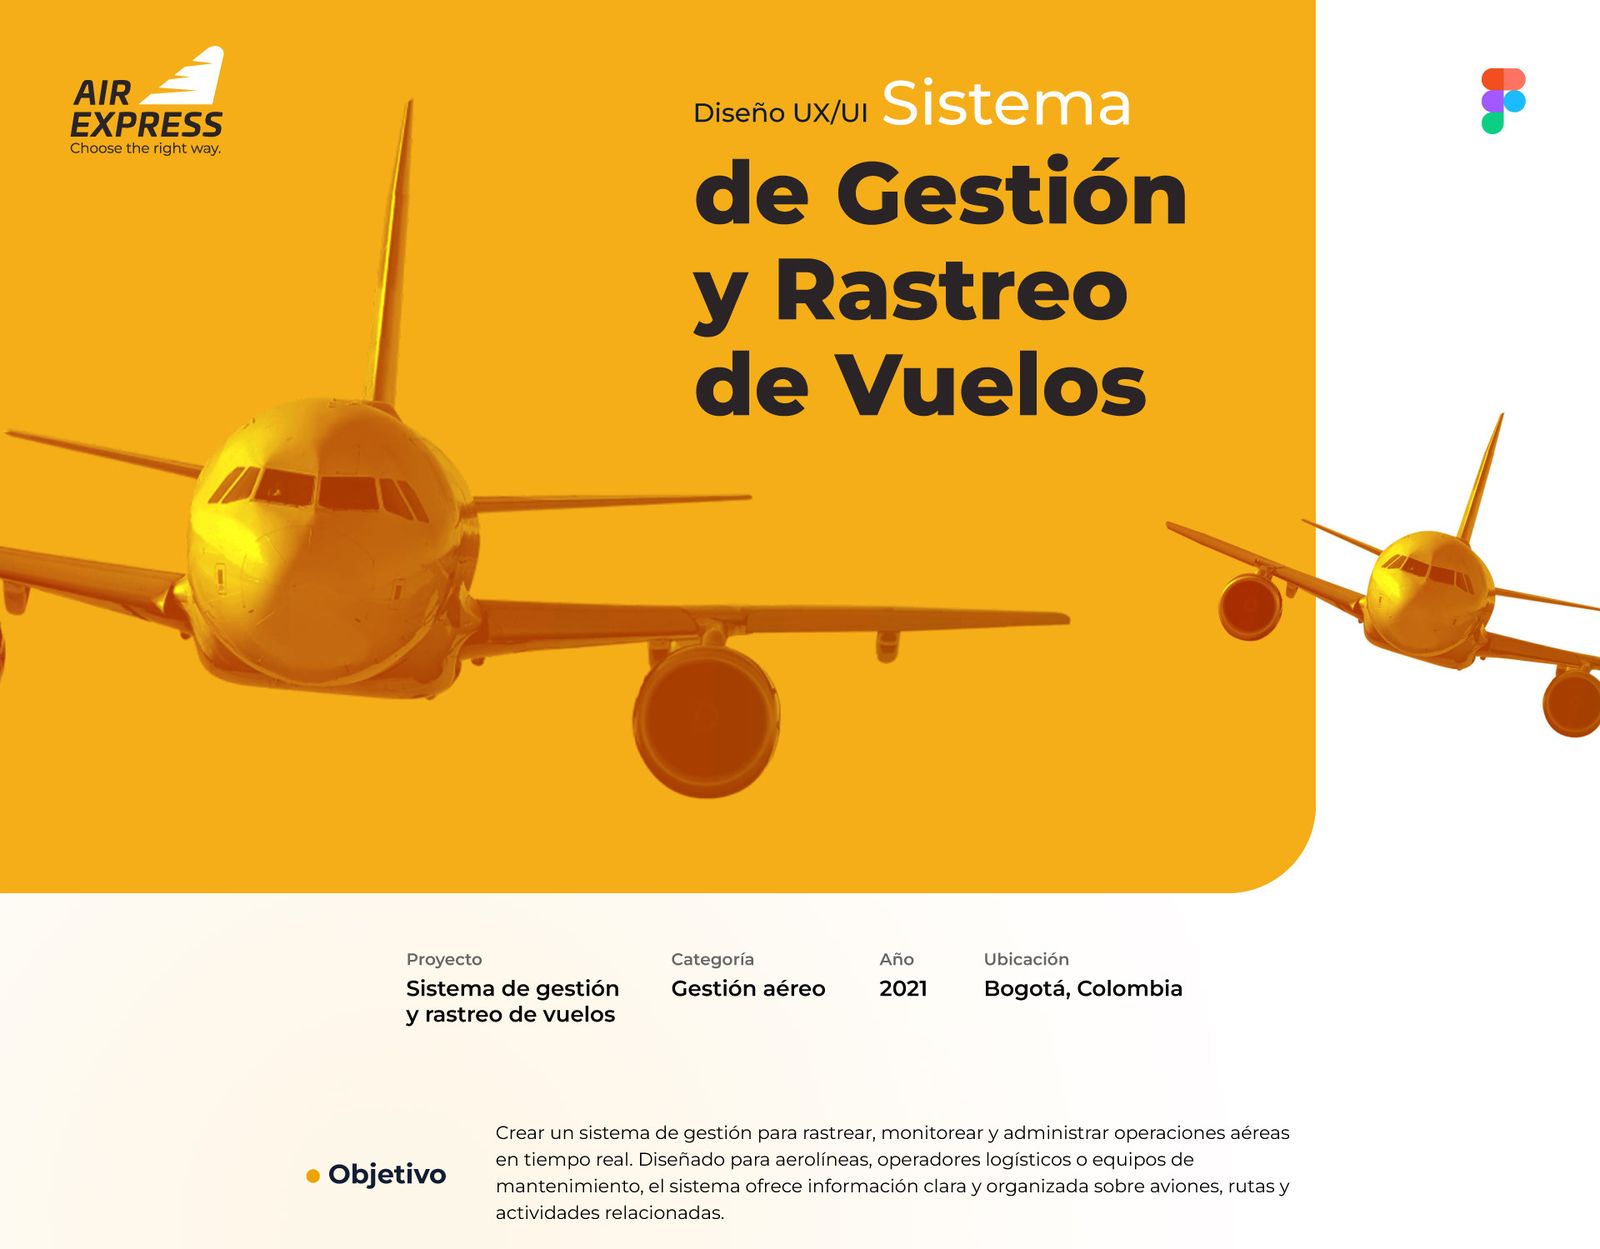 AIR
EXPRESS
Choose the right way.
Diseño UX/UI Sistema
de Gestión
y Rastreo
de Vuelos
Proyecto
Sistema de gestión
y rastreo de vuelos
Categoría
Gestión aéreo
Año
2021
Ubicación
Bogotá, Colombia
Objetivo
Crear un sistema de gestión para rastrear, monitorear y administrar operaciones aéreas
en tiempo real. Diseñado para aerolíneas, operadores logísticos o equipos de
mantenimiento, el sistema ofrece información clara y organizada sobre aviones, rutas y
actividades relacionadas.